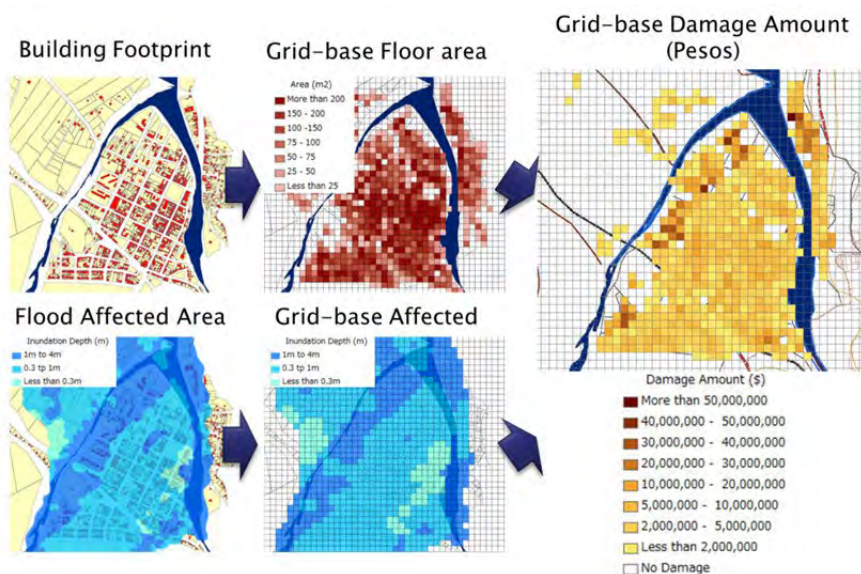 Building Footprint
Grid-base Floor area
Grid-base Damage Amount
(Pesos)
Area (m2)
More than 200
150 - 200
100 -150
75 - 100
50 - 75
25 - 50
Less than 25
Flood Affected Area
Grid-base Affected
Inundation Depth (m)
1m to 4m
0.3 tp 1m
Less than 0.3m
Inundation Depth (m)
1m to 4m
0.3 tp 1m
Less than 0.3m
Damage Amount ($)
More than 50,000,000
40,000,000 - 50,000,000
30,000,000 - 40,000,000
20,000,000 - 30,000,000
10,000,000 - 20,000,000
5,000,000 - 10,000,000
2,000,000 - 5,000,000
Less than 2,000,000
No Damage